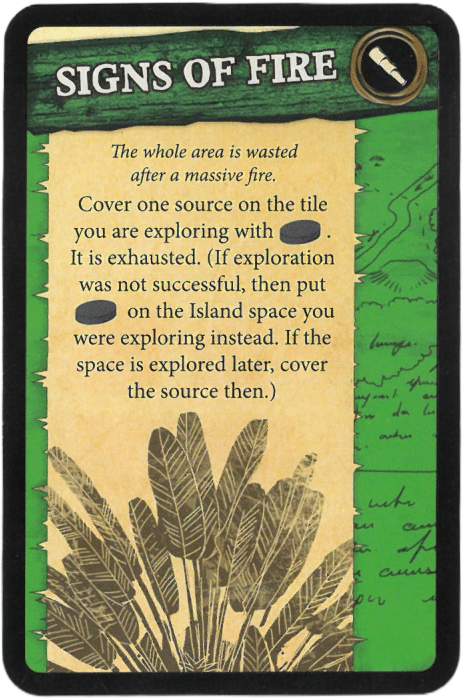 SIGNS OF FIRE
The whole area is wasted
after a massive fire.
Cover one source on the tile
you are exploring with .
It is exhausted. (If exploration
was not successful, then put
on the Island space you
were exploring instead. If the
space is explored later, cover
the source then.)